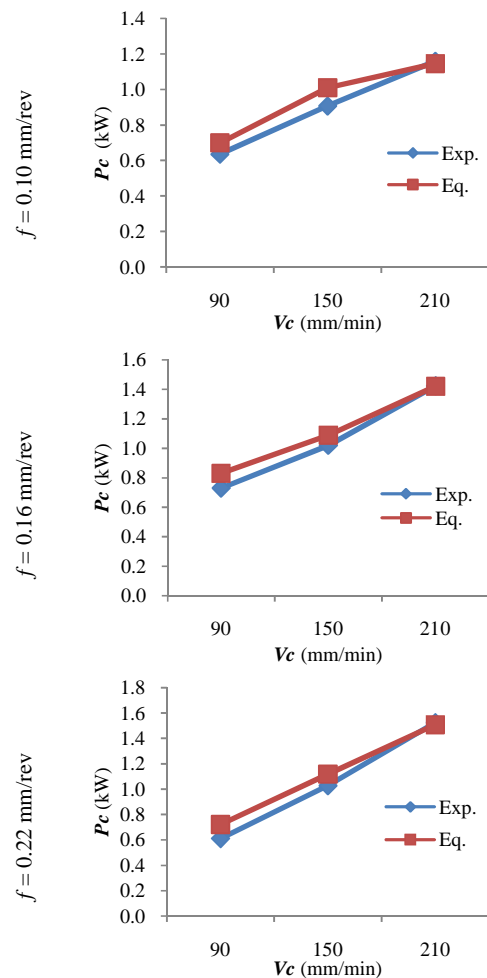 f = 0.10 mm/rev
Pc (kW)
1.4
1.2
1.0
0.8
0.6
0.4
0.2
0.0
Exp.
Eq.
90 150 210
Vc (mm/min)
f = 0.16 mm/rev
Pc (kW)
1.6
1.4
1.2
1.0
0.8
0.6
0.4
0.2
0.0
Exp.
Eq.
90 150 210
Vc (mm/min)
f = 0.22 mm/rev
Pc (kW)
1.8
1.6
1.4
1.2
1.0
0.8
0.6
0.4
0.2
0.0
Exp.
Eq.
90 150 210
Vc (mm/min)